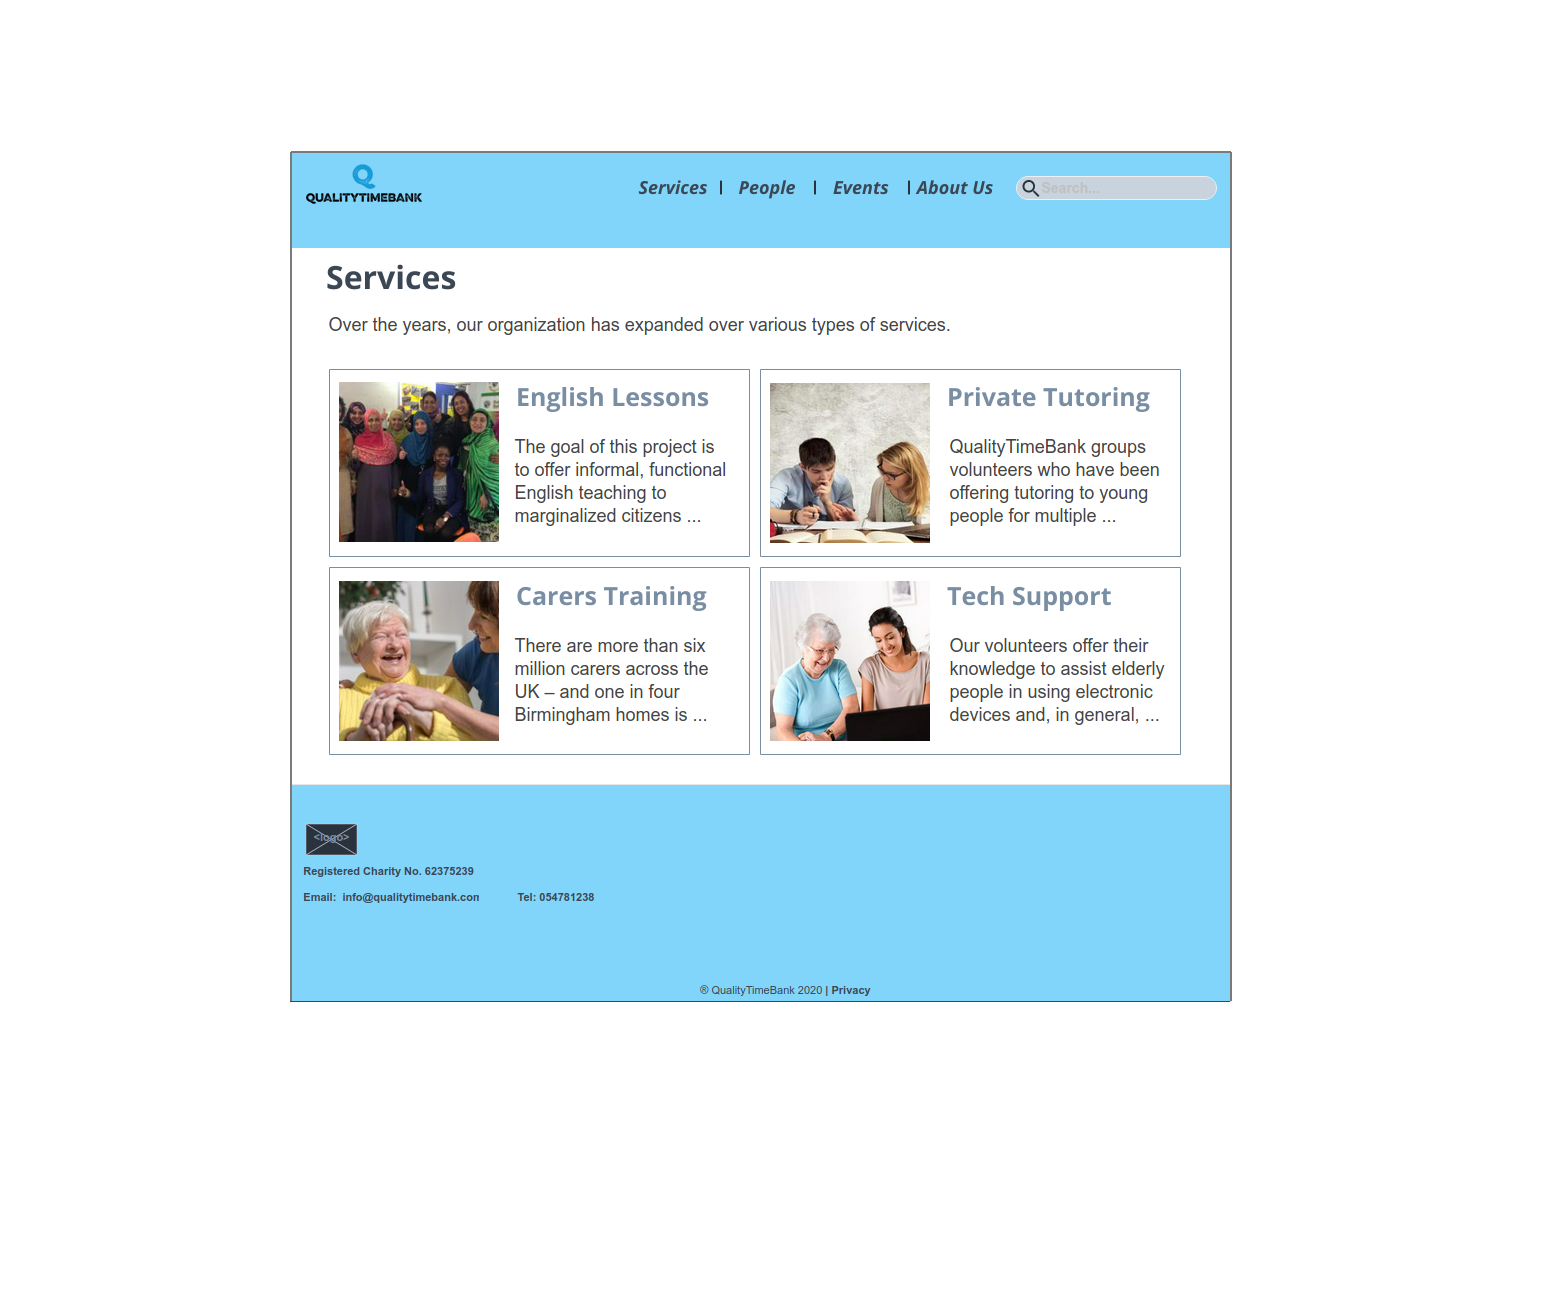 QUALITYTIMEBANK
Services | People | Events | About Us
Search...
Services
Over the years, our organization has expanded over various types of services.
English Lessons
The goal of this project is
to offer informal, functional
English teaching to
marginalized citizens ...
Private Tutoring
QualityTimeBank groups
volunteers who have been
offering tutoring to young
people for multiple ...
Carers Training
There are more than six
million carers across the
UK – and one in four
Birmingham homes is ...
Tech Support
Our volunteers offer their
knowledge to assist elderly
people in using electronic
devices and, in general, ...
<logo>
Registered Charity No. 62375239
Email: info@qualitytimebank.com Tel: 054781238
® QualityTimeBank 2020 | Privacy